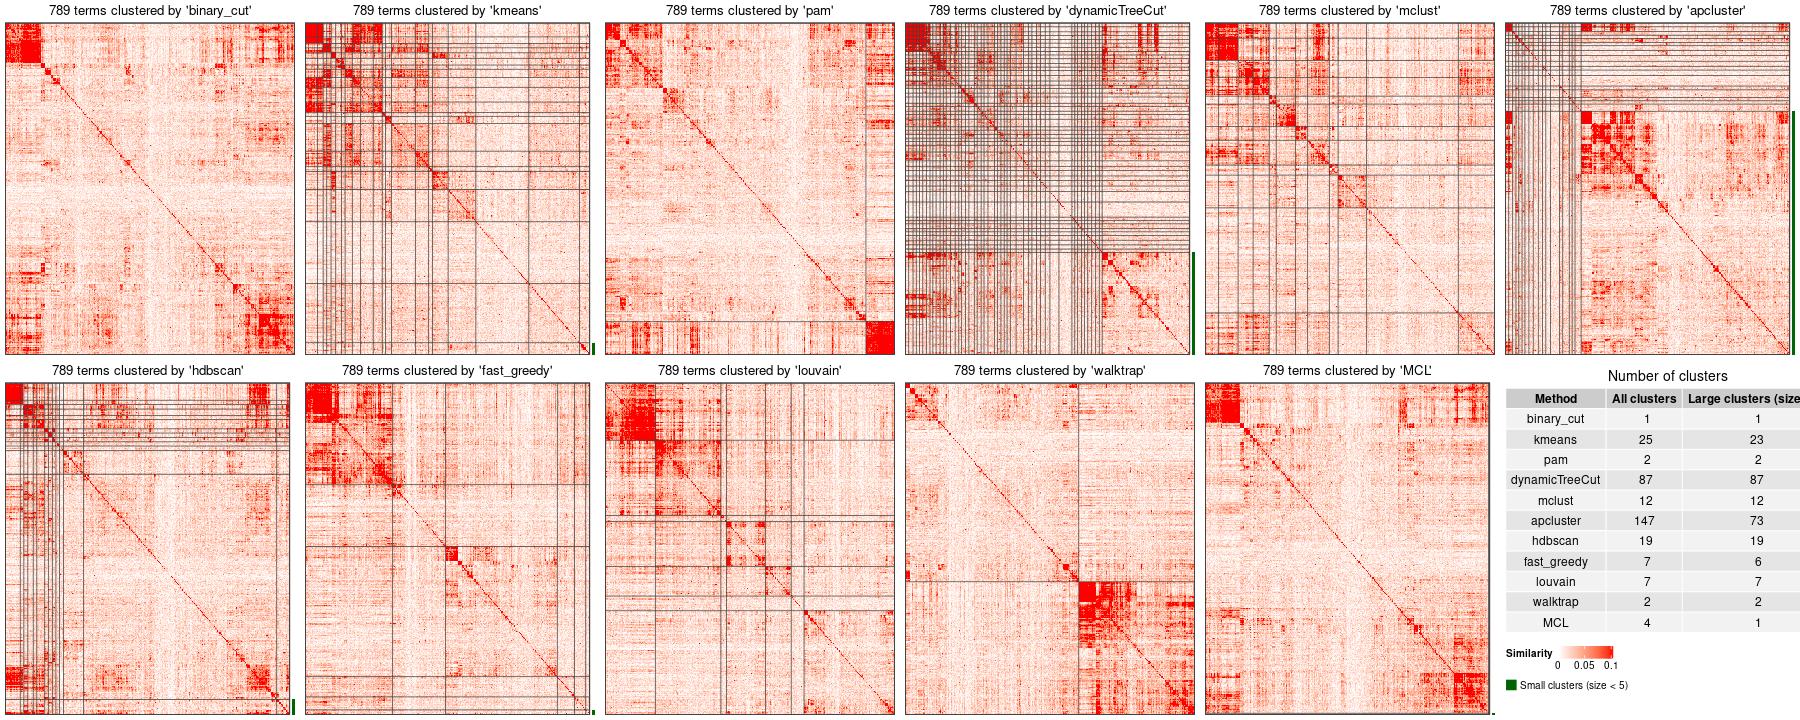 789 terms clustered by 'binary_cut'
789 terms clustered by 'kmeans'
789 terms clustered by 'pam'
789 terms clustered by 'dynamicTreeCut'
789 terms clustered by 'mclust'
789 terms clustered by 'apcluster'
789 terms clustered by 'hdbscan'
789 terms clustered by 'fast_greedy'
789 terms clustered by 'louvain'
789 terms clustered by 'walktrap'
789 terms clustered by 'MCL'
Number of clusters
Method All clusters Large clusters (size
binary_cut 1 1
kmeans 25 23
pam 2 2
dynamicTreeCut 87 87
mclust 12 12
apcluster 147 73
hdbscan 19 19
fast_greedy 7 6
louvain 7 7
walktrap 2 2
MCL 4 1
Similarity
0 0.05 0.1
Small clusters (size < 5)